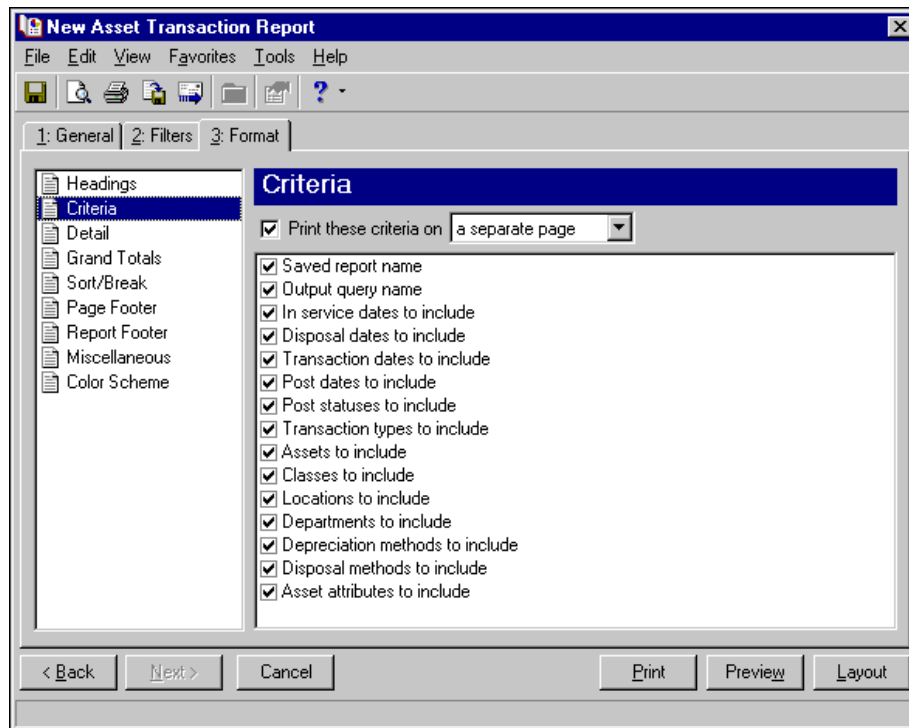 New Asset Transaction Report
File Edit View Favorites Tools Help
?
1: General 2: Filters 3: Format
Headings
Criteria
Detail
Grand Totals
Sort/Break
Page Footer
Report Footer
Miscellaneous
Color Scheme
Criteria
Print these criteria on a separate page
Saved report name
Output query name
In service dates to include
Disposal dates to include
Transaction dates to include
Post dates to include
Post statuses to include
Transaction types to include
Assets to include
Classes to include
Locations to include
Departments to include
Depreciation methods to include
Disposal methods to include
Asset attributes to include
< Back Next > Cancel Print Preview Layout